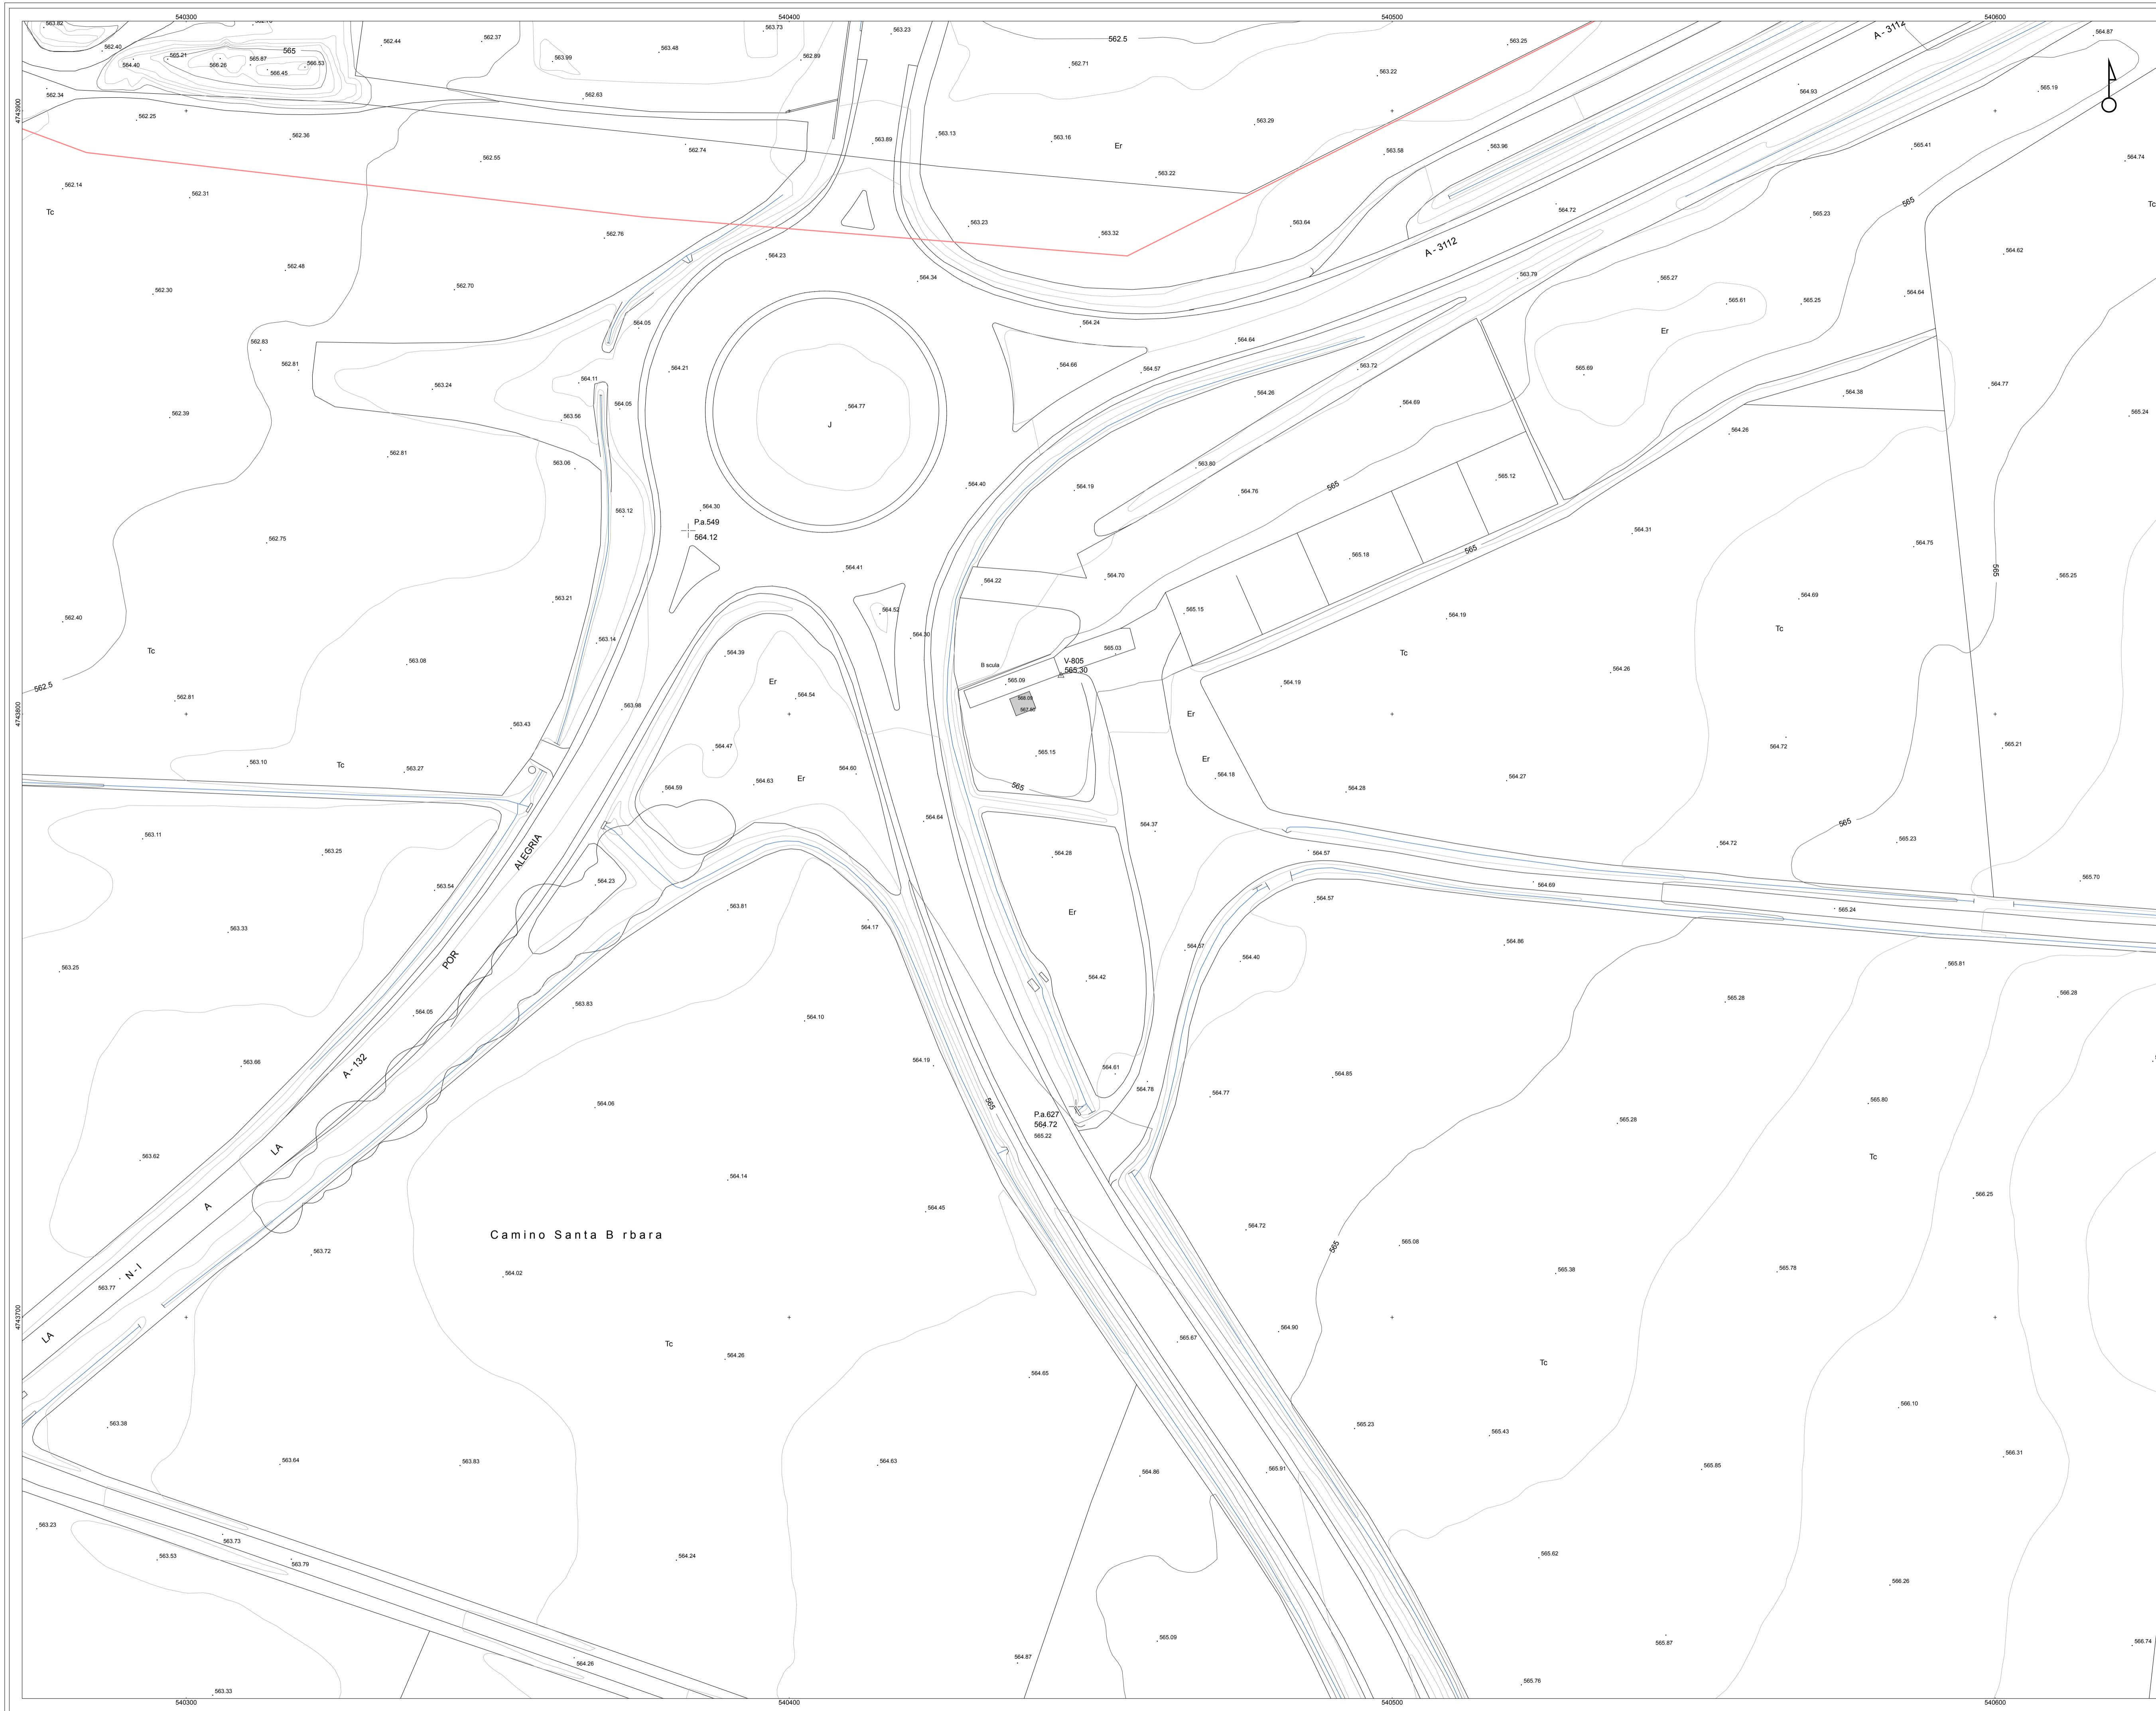 540300 540400 540500 540600
563.82 562.44 562.37 563.73 563.23 562.5 563.25 A - 3112 564.87
562.40 565.21 565 565.87 563.48 562.89 562.71
564.40 566.26 566.45 566.53 563.99 563.22
562.34 562.63 564.93 565.19
4743900
562.25 563.29
562.36 562.74 563.89 563.13 563.16 Er 563.96 565.41
562.55 563.58 564.74
562.14 563.22
562.31 Tc
Tc 564.72 565.23 565
562.76 563.23 563.32 563.64 A - 3112
564.23 564.62
562.48 564.34 563.79 565.27
562.30 562.70 565.61 565.25 564.64
564.05 564.24 Er
562.83 564.64
562.81 564.21 564.66 564.57 563.72 565.69
563.24 564.11 564.26 564.38 564.77
562.39 563.56 564.05 564.77 564.69 565.24
J 564.26
562.81 563.06 563.80
564.40 564.19 564.76 565 565.12
563.12 564.30
P.a.549
564.12
562.75 564.31 564.75
565.18 565
564.41 565
564.22 564.70 565.25
563.21 564.52 565.15 564.69
562.40 564.19
563.14 564.30 Tc
Tc 564.39 565.03 Tc
563.08 B scula V-805
565.30
562.5 Er 565.09 564.19 564.26
562.81 564.54
563.98
4743800
563.43 564.47 Er 564.72 565.21
563.10 Tc 563.27 564.60 565.15 Er
564.63 Er 564.18 564.27
564.59 565 564.28
563.11 564.64 564.37 565
ALEGRIA 565.23
563.25 564.28 564.57 564.72
563.54 564.23 564.69 565.70
563.81 Er 564.57 565.24
563.33 564.17
POR 564.57 564.86
563.25 564.40 565.81
564.42
563.83 565.28 566.28
564.05 564.10
563.66 A - 132 564.19 564.61 564.85
564.78 564.77
564.06 565 P.a.627
564.72
565.22 565.28 565.80
563.62 LA Tc
564.14
A 564.45 564.72 566.25
Camino Santa B rbara 565 565.08
563.72
564.02 565.38 565.78
563.77 N - I
4743700
LA Tc 564.26 565.67 564.90
Tc
564.65
563.38 565.23 565.43 566.10
563.64 563.83 564.63 564.86 565.91 565.85 566.31
563.23 563.73
563.53 563.79 564.24 565.62
566.26
565.09 565.87 566.74
564.26 564.87
563.33 565.76
540300 540400 540500 540600